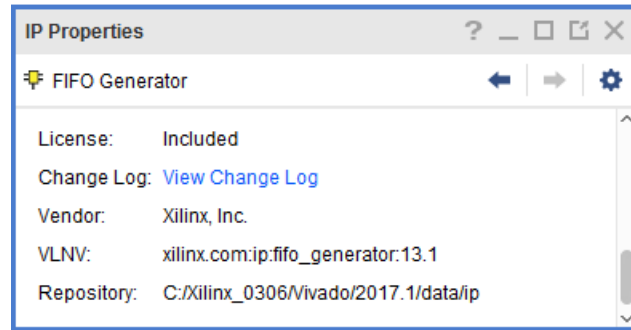 IP Properties
FIFO Generator
License: Included
Change Log: View Change Log
Vendor: Xilinx, Inc.
VLNV: xilinx.com:ip:fifo_generator:13.1
Repository: C:/Xilinx_0306/Vivado/2017.1/data/ip